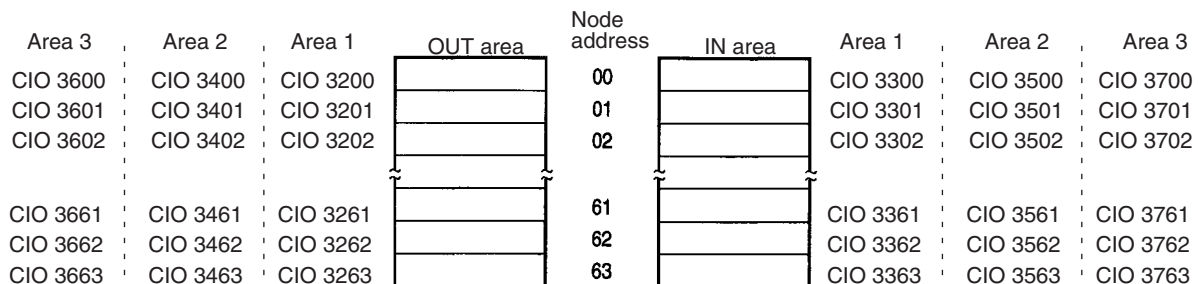 Node
address
Area 3 Area 2 Area 1 OUT area IN area Area 1 Area 2 Area 3
CIO 3600 CIO 3400 CIO 3200 00 CIO 3300 CIO 3500 CIO 3700
CIO 3601 CIO 3401 CIO 3201 01 CIO 3301 CIO 3501 CIO 3701
CIO 3602 CIO 3402 CIO 3202 02 CIO 3302 CIO 3502 CIO 3702
CIO 3661 CIO 3461 CIO 3261 61 CIO 3361 CIO 3561 CIO 3761
CIO 3662 CIO 3462 CIO 3262 62 CIO 3362 CIO 3562 CIO 3762
CIO 3663 CIO 3463 CIO 3263 63 CIO 3363 CIO 3563 CIO 3763